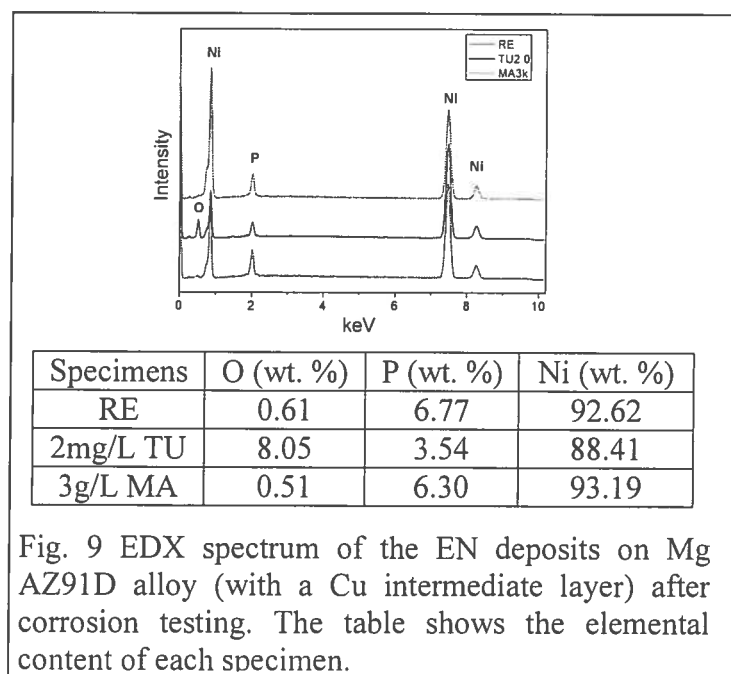 RE
TU2 0
MA3k
Ni
Ni
P
Ni
O
Intensity
0 2 4 6 8 10
keV
Specimens O (wt. %) P (wt. %) Ni (wt. %)
RE 0.61 6.77 92.62
2mg/L TU 8.05 3.54 88.41
3g/L MA 0.51 6.30 93.19
Fig. 9 EDX spectrum of the EN deposits on Mg
AZ91D alloy (with a Cu intermediate layer) after
corrosion testing. The table shows the elemental
content of each specimen.